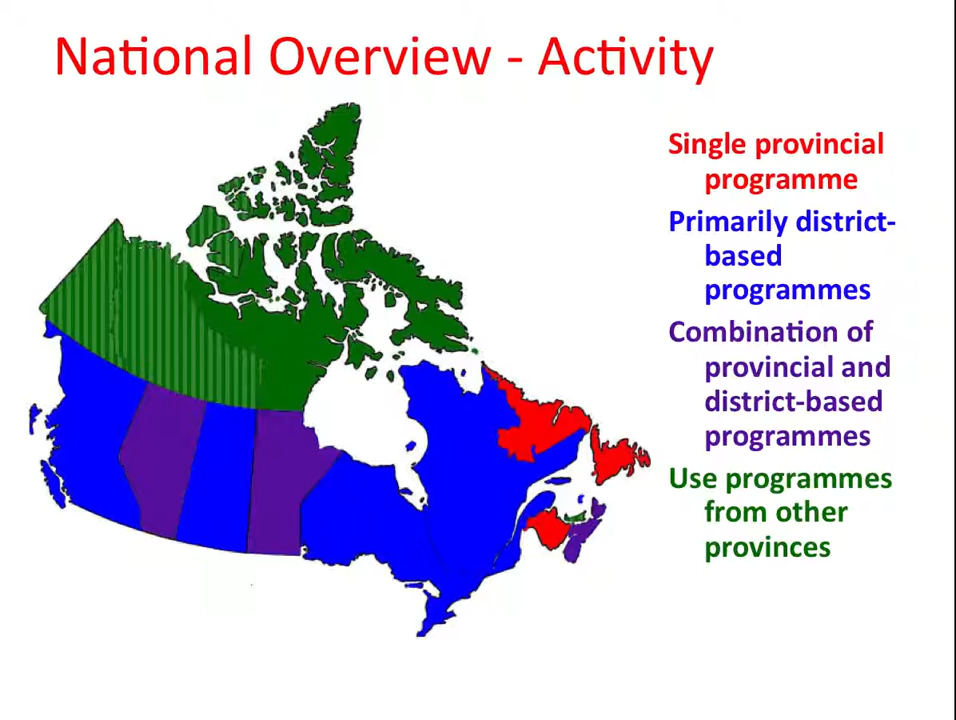 National Overview - Activity
Single provincial
programme
Primarily district-
based
programmes
Combination of
provincial and
district-based
programmes
Use programmes
from other
provinces